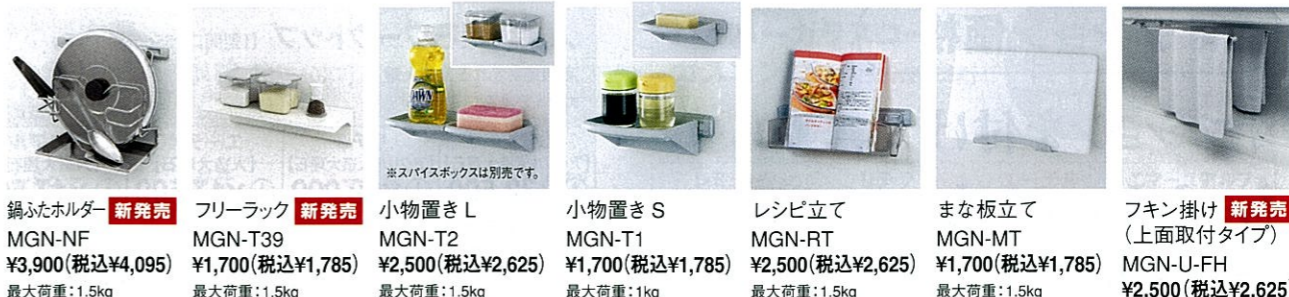 ※スパイスボックスは別売です。
鍋ふたホルダー 新発売
MGN-NF
¥3,900(税込¥4,095)
最大荷重:1.5kg
フリーラック 新発売
MGN-T39
¥1,700(税込¥1,785)
最大荷重:1.5kg
小物置き L
MGN-T2
¥2,500(税込¥2,625)
最大荷重:1.5kg
小物置き S
MGN-T1
¥1,700(税込¥1,785)
最大荷重:1kg
レシピ立て
MGN-RT
¥2,500(税込¥2,625)
最大荷重:1.5kg
まな板立て
MGN-MT
¥1,700(税込¥1,785)
最大荷重:1.5kg
フキン掛け 新発売
(上面取付タイプ)
MGN-U-FH
¥2,500(税込¥2,625